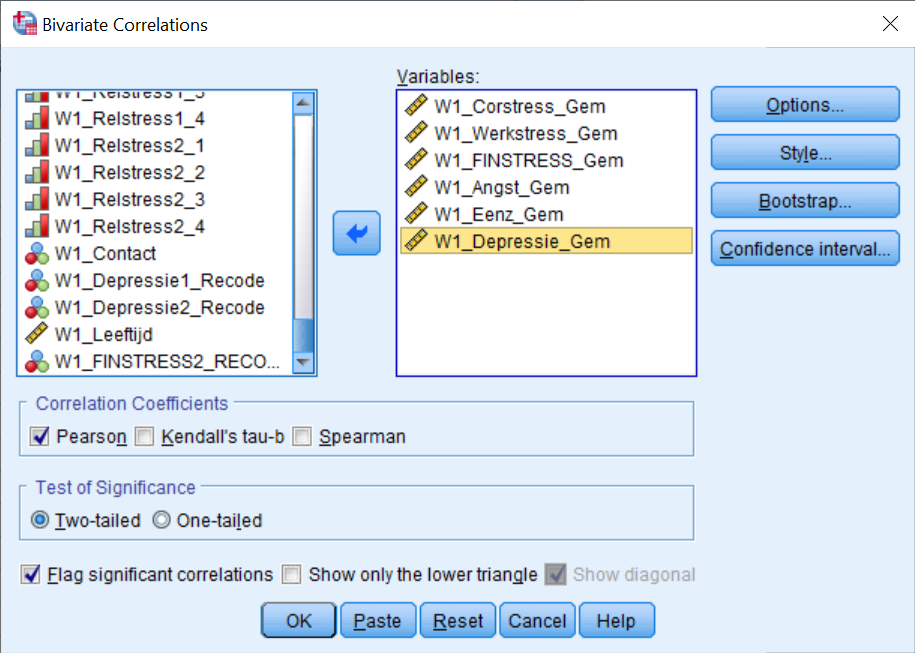 Bivariate Correlations
Variables:
W1_Relstress1_3
W1_Relstress1_4
W1_Relstress2_1
W1_Relstress2_2
W1_Relstress2_3
W1_Relstress2_4
W1_Contact
W1_Depressie1_Recode
W1_Depressie2_Recode
W1_Leeftijd
W1_FINSTRESS2_RECO...
W1_Corstress_Gem
W1_Werkstress_Gem
W1_FINSTRESS_Gem
W1_Angst_Gem
W1_Eenz_Gem
W1_Depressie_Gem
Options...
Style...
Bootstrap...
Confidence interval...
Correlation Coefficients
Pearson Kendall's tau-b Spearman
Test of Significance
Two-tailed One-tailed
Flag significant correlations Show only the lower triangle Show diagonal
OK Paste Reset Cancel Help